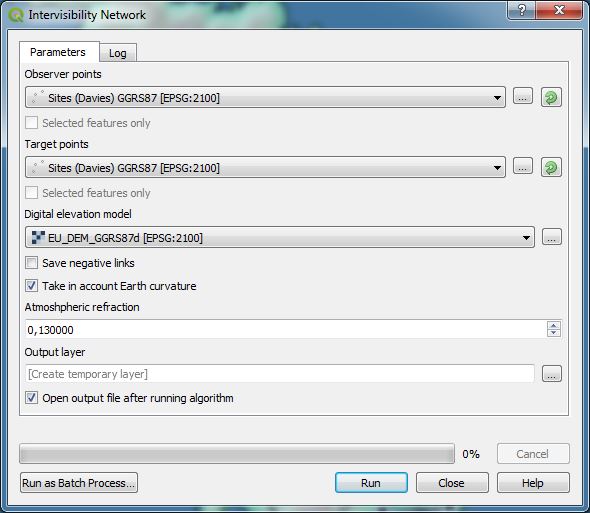 Intervisibility Network
Parameters
Log
Observer points
Sites (Davies) GGRS87 [EPSG:2100]
...
Selected features only
Target points
Sites (Davies) GGRS87 [EPSG:2100]
...
Selected features only
Digital elevation model
EU_DEM_GGRS87d [EPSG:2100]
...
Save negative links
Take in account Earth curvature
Atmoshpheric refraction
0,130000
Output layer
[Create temporary layer]
...
Open output file after running algorithm
0%
Cancel
Run as Batch Process...
Run
Close
Help